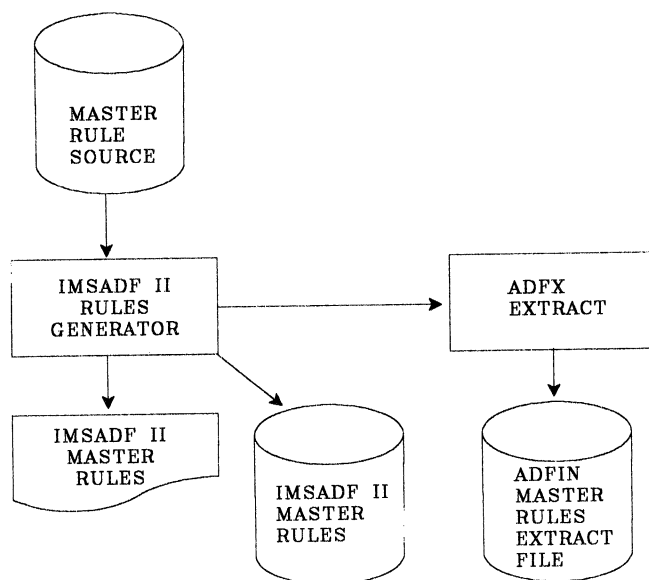 MASTER
RULE
SOURCE
IMSADF II
RULES
GENERATOR
ADFX
EXTRACT
IMSADF II
MASTER
RULES
IMSADF II
MASTER
RULES
ADFIN
MASTER
RULES
EXTRACT
FILE